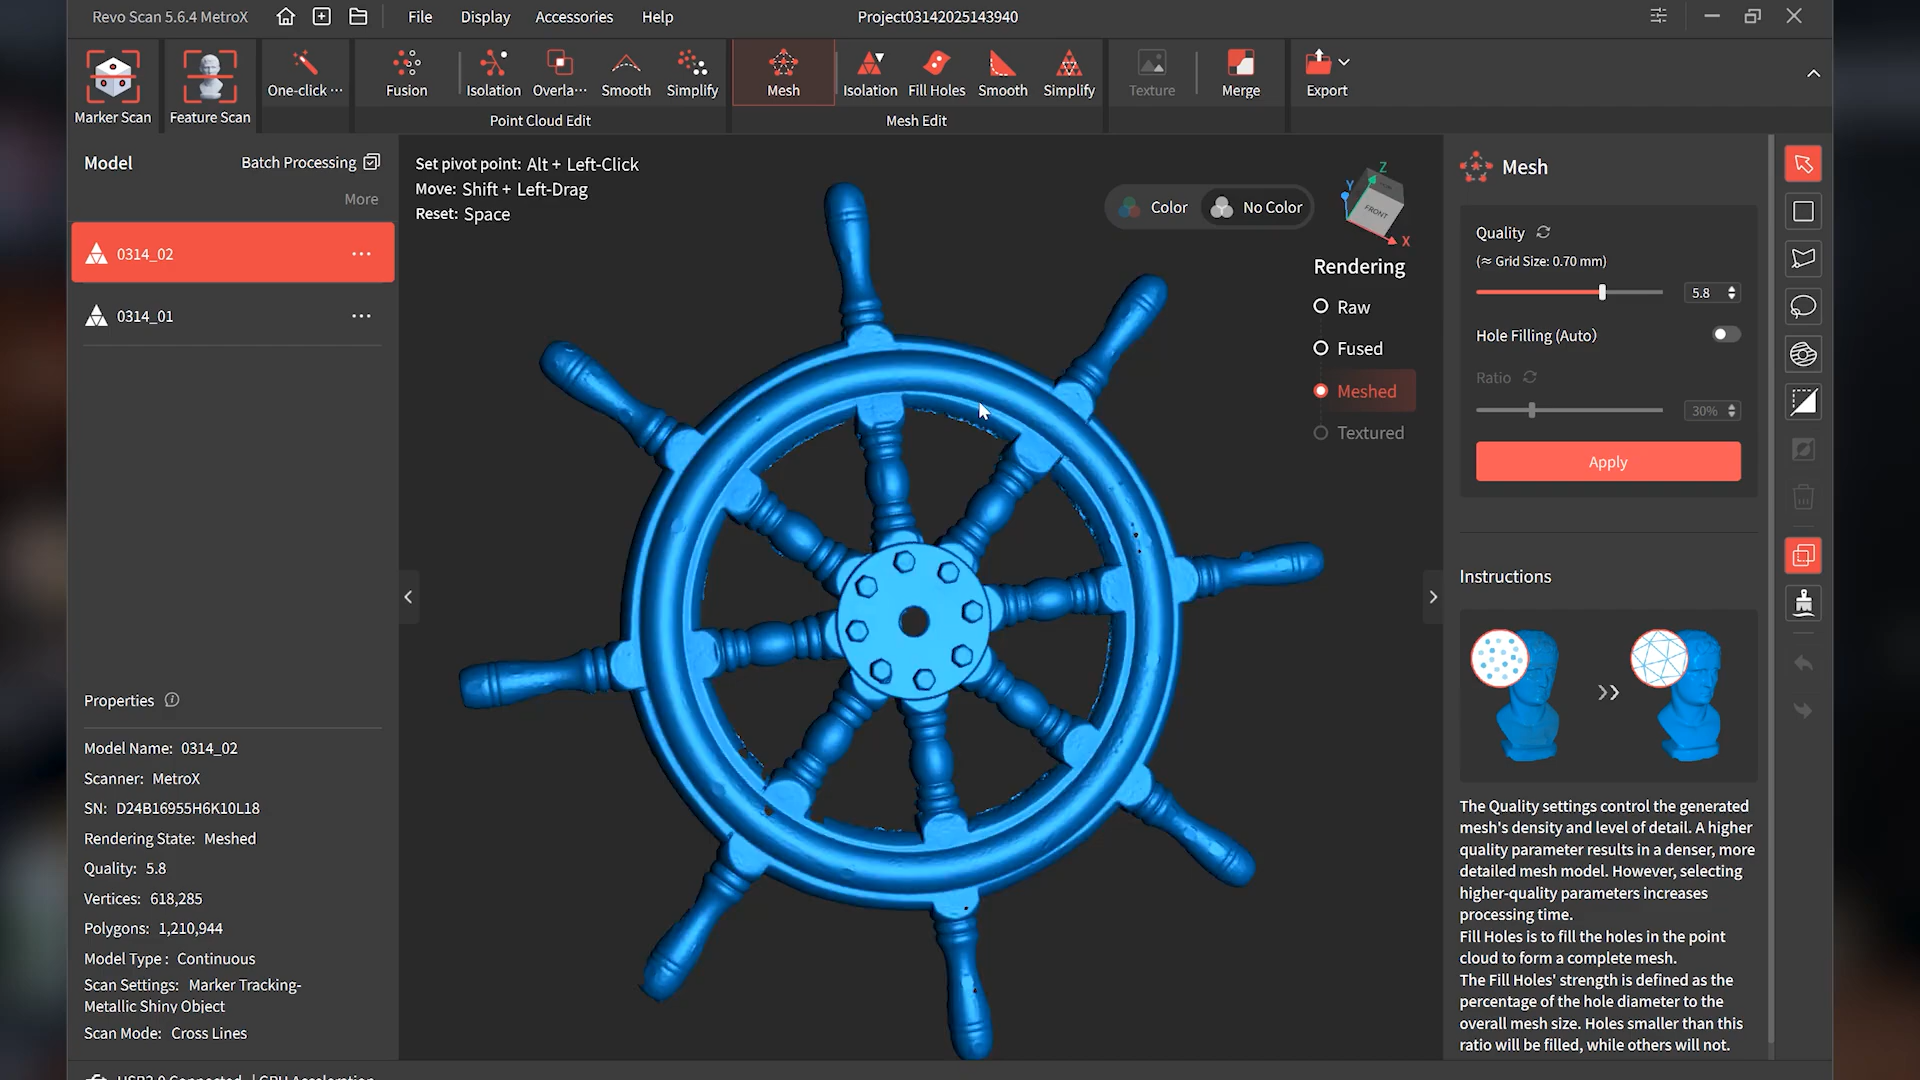 Revo Scan 5.6.4 MetroX
File
Display
Accessories
Help
Project03142025143940
Marker Scan
Feature Scan
One-click ···
Fusion
Isolation
Overla···
Smooth
Simplify
Point Cloud Edit
Mesh
Isolation
Fill Holes
Smooth
Simplify
Mesh Edit
Texture
Merge
Export
Model
Batch Processing
More
0314_02
0314_01
Properties
Model Name: 0314_02
Scanner: MetroX
SN: D24B16955H6K10L18
Rendering State: Meshed
Quality: 5.8
Vertices: 618,285
Polygons: 1,210,944
Model Type : Continuous
Scan Settings: Marker Tracking-
Metallic Shiny Object
Scan Mode: Cross Lines
USB3.0 Connected | GPU Acceleration
Set pivot point: Alt + Left-Click
Move: Shift + Left-Drag
Reset: Space
Color
No Color
Z
Y
X
FRONT
Rendering
Raw
Fused
Meshed
Textured
Mesh
Quality
(≈ Grid Size: 0.70 mm)
5.8
Hole Filling (Auto)
Ratio
30%
Apply
Instructions
The Quality settings control the generated
mesh's density and level of detail. A higher
quality parameter results in a denser, more
detailed mesh model. However, selecting
higher-quality parameters increases
processing time.
Fill Holes is to fill the holes in the point
cloud to form a complete mesh.
The Fill Holes' strength is defined as the
percentage of the hole diameter to the
overall mesh size. Holes smaller than this
ratio will be filled, while others will not.